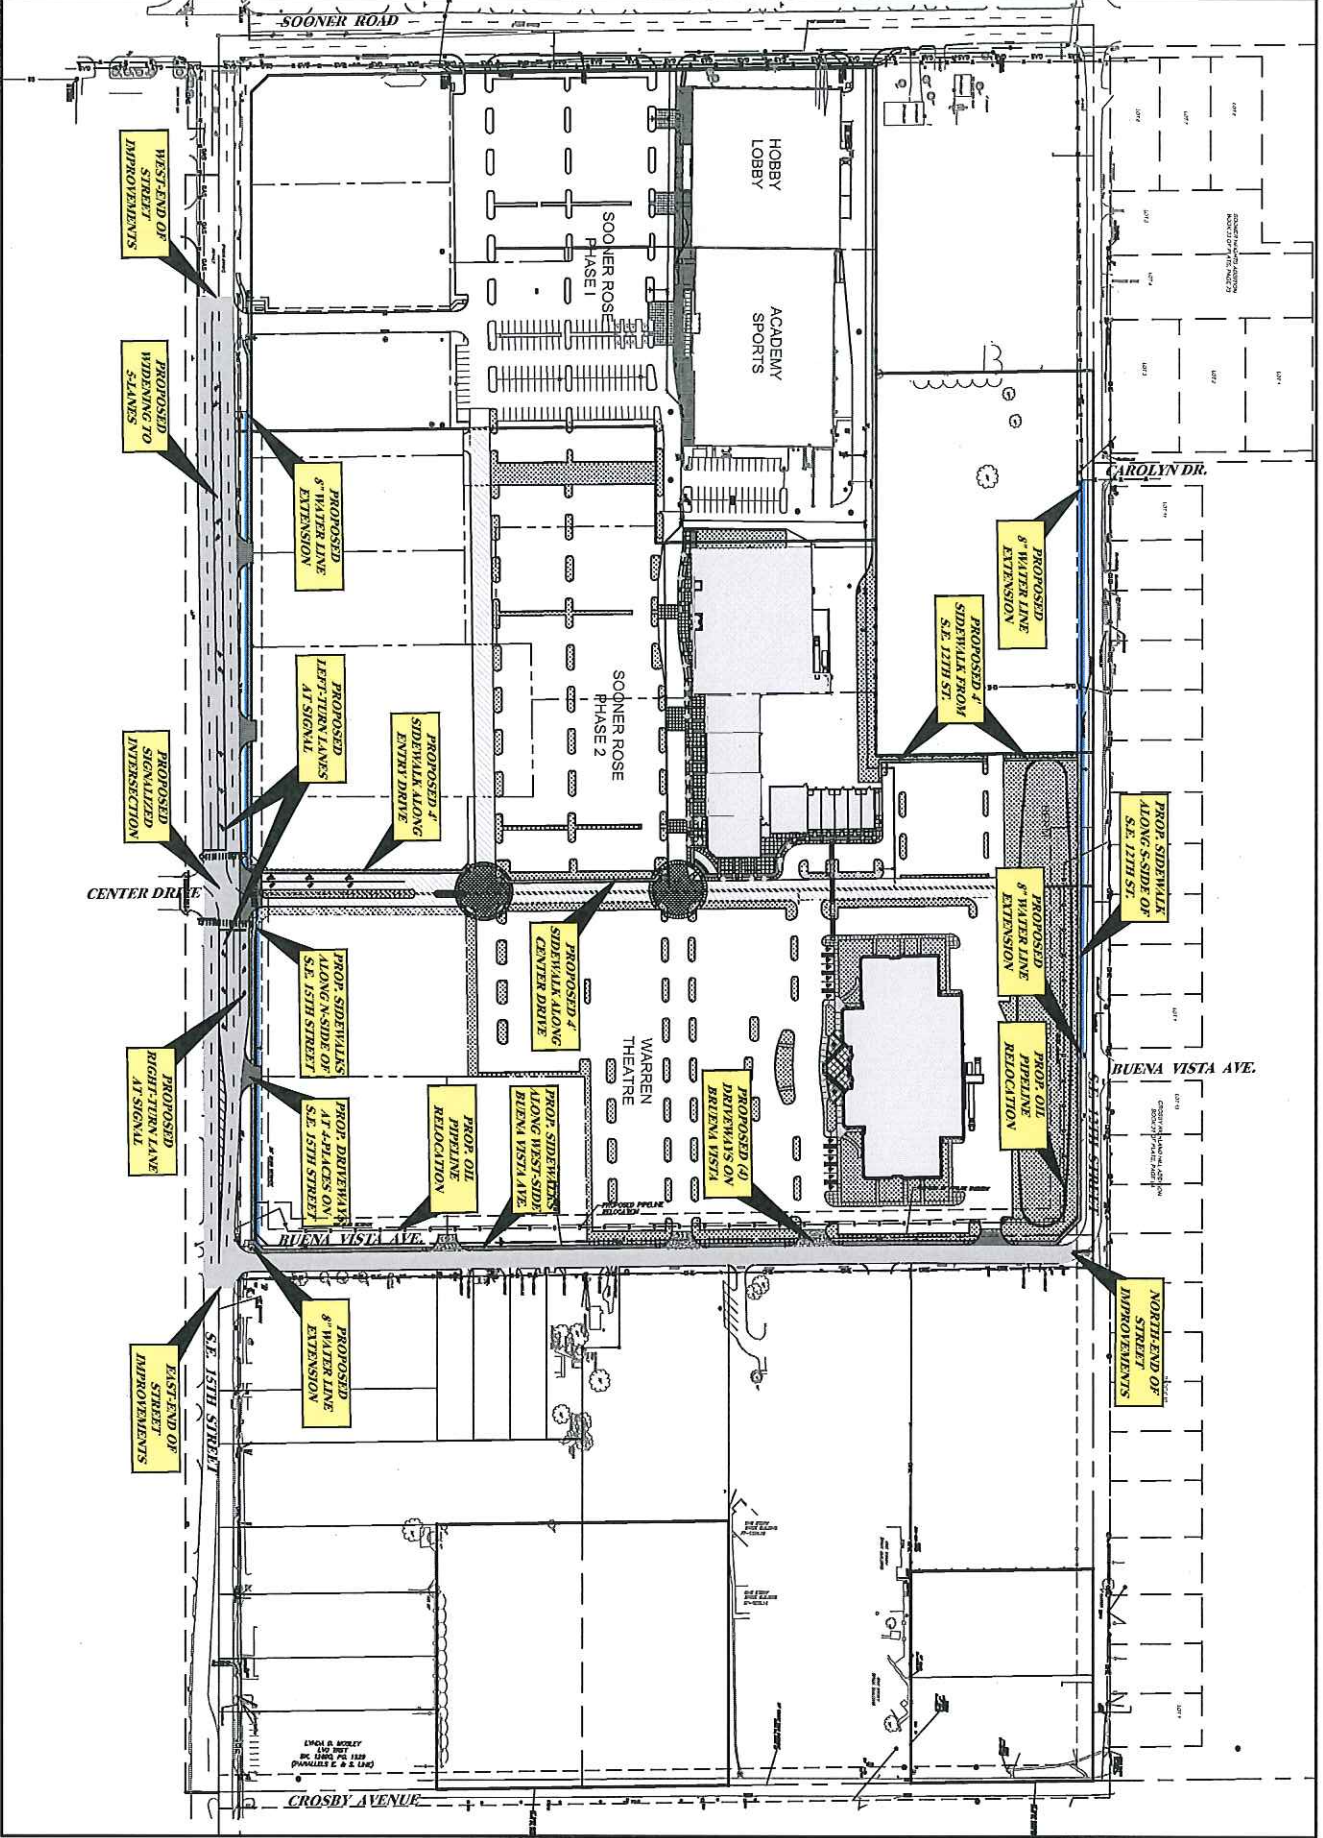 SOONER ROAD
WEST-END OF
STREET
IMPROVEMENTS
PROPOSED
WIDENING TO
5-LANES
PROPOSED
8" WATER LINE
EXTENSION
PROPOSED
LEFT-TURN LANES
AT SIGNAL
PROPOSED
SIGNALIZED
INTERSECTION
CENTER DRIVE
PROPOSED 4'
SIDEWALK ALONG
ENTRY DRIVE
PROP. SIDEWALKS
ALONG N-SIDE OF
S.E. 15TH STREET
PROPOSED
RIGHT-TURN LANE
AT SIGNAL
PROP. DRIVEWAYS
AT 4-PLACES ON
S.E. 15TH STREET
PROP. OIL
PIPELINE
RELOCATION
PROP. SIDEWALKS
ALONG WEST-SIDE
BUENA VISTA AVE.
BUENA VISTA AVE.
PROPOSED PIPELINE
RELOCATION
PROPOSED
8" WATER LINE
EXTENSION
EAST-END OF
STREET
IMPROVEMENTS
S.E. 15TH STREET
HOBBY
LOBBY
ACADEMY
SPORTS
SOONER ROSE
PHASE I
SOONER ROSE
PHASE 2
PROPOSED 4'
SIDEWALK ALONG
CENTER DRIVE
WARREN
THEATRE
PROPOSED (4)
DRIVEWAYS ON
BRUENA VISTA
CAROLYN DR.
PROPOSED
8" WATER LINE
EXTENSION
PROPOSED 4'
SIDEWALK FROM
S.E. 12TH ST.
PROP. SIDEWALK
ALONG S-SIDE OF
S.E. 12TH ST.
PROPOSED
8" WATER LINE
EXTENSION
PROP. OIL
PIPELINE
RELOCATION
BUENA VISTA AVE.
S.E. 12TH STREET
NORTH-END OF
STREET
IMPROVEMENTS
CROSBY AVENUE